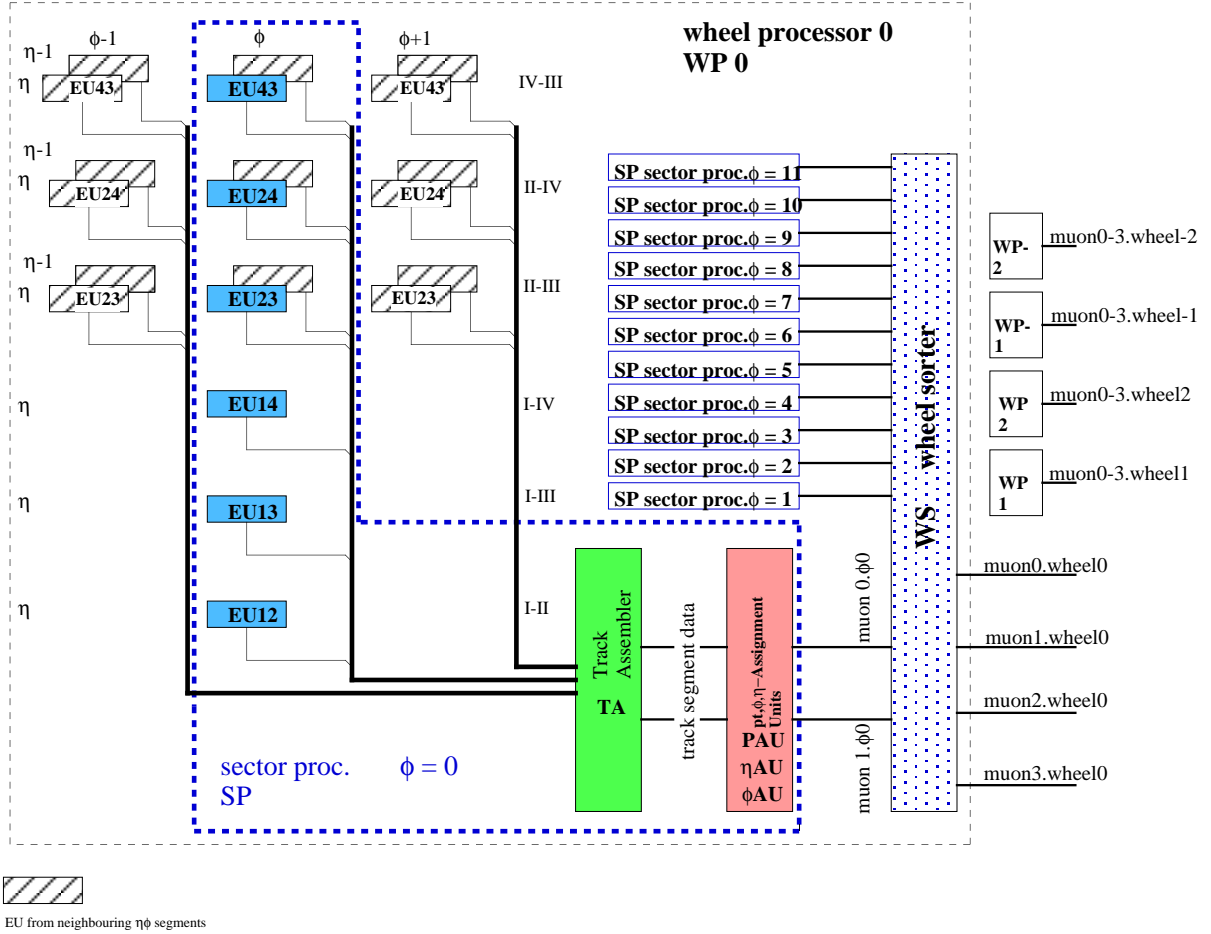 wheel processor 0
WP 0
ϕ-1
ϕ
ϕ+1
η-1
η
EU43
EU43
EU43
IV-III
η-1
η
EU24
EU24
EU24
II-IV
η-1
η
EU23
EU23
EU23
II-III
η
EU14
I-IV
η
EU13
I-III
η
EU12
I-II
SP sector proc.ϕ = 11
SP sector proc.ϕ = 10
SP sector proc.ϕ = 9
SP sector proc.ϕ = 8
SP sector proc.ϕ = 7
SP sector proc.ϕ = 6
SP sector proc.ϕ = 5
SP sector proc.ϕ = 4
SP sector proc.ϕ = 3
SP sector proc.ϕ = 2
SP sector proc.ϕ = 1
WS wheel sorter
WP-
2
muon0-3.wheel-2
WP-
1
muon0-3.wheel-1
WP
2
muon0-3.wheel2
WP
1
muon0-3.wheel1
Track
Assembler
TA
track segment data
pt,ϕ,η−Assignment
Units
PAU
ηAU
ϕAU
muon 0.ϕ0
muon 1.ϕ0
muon0.wheel0
muon1.wheel0
muon2.wheel0
muon3.wheel0
sector proc. ϕ = 0
SP
EU from neighbouring ηϕ segments